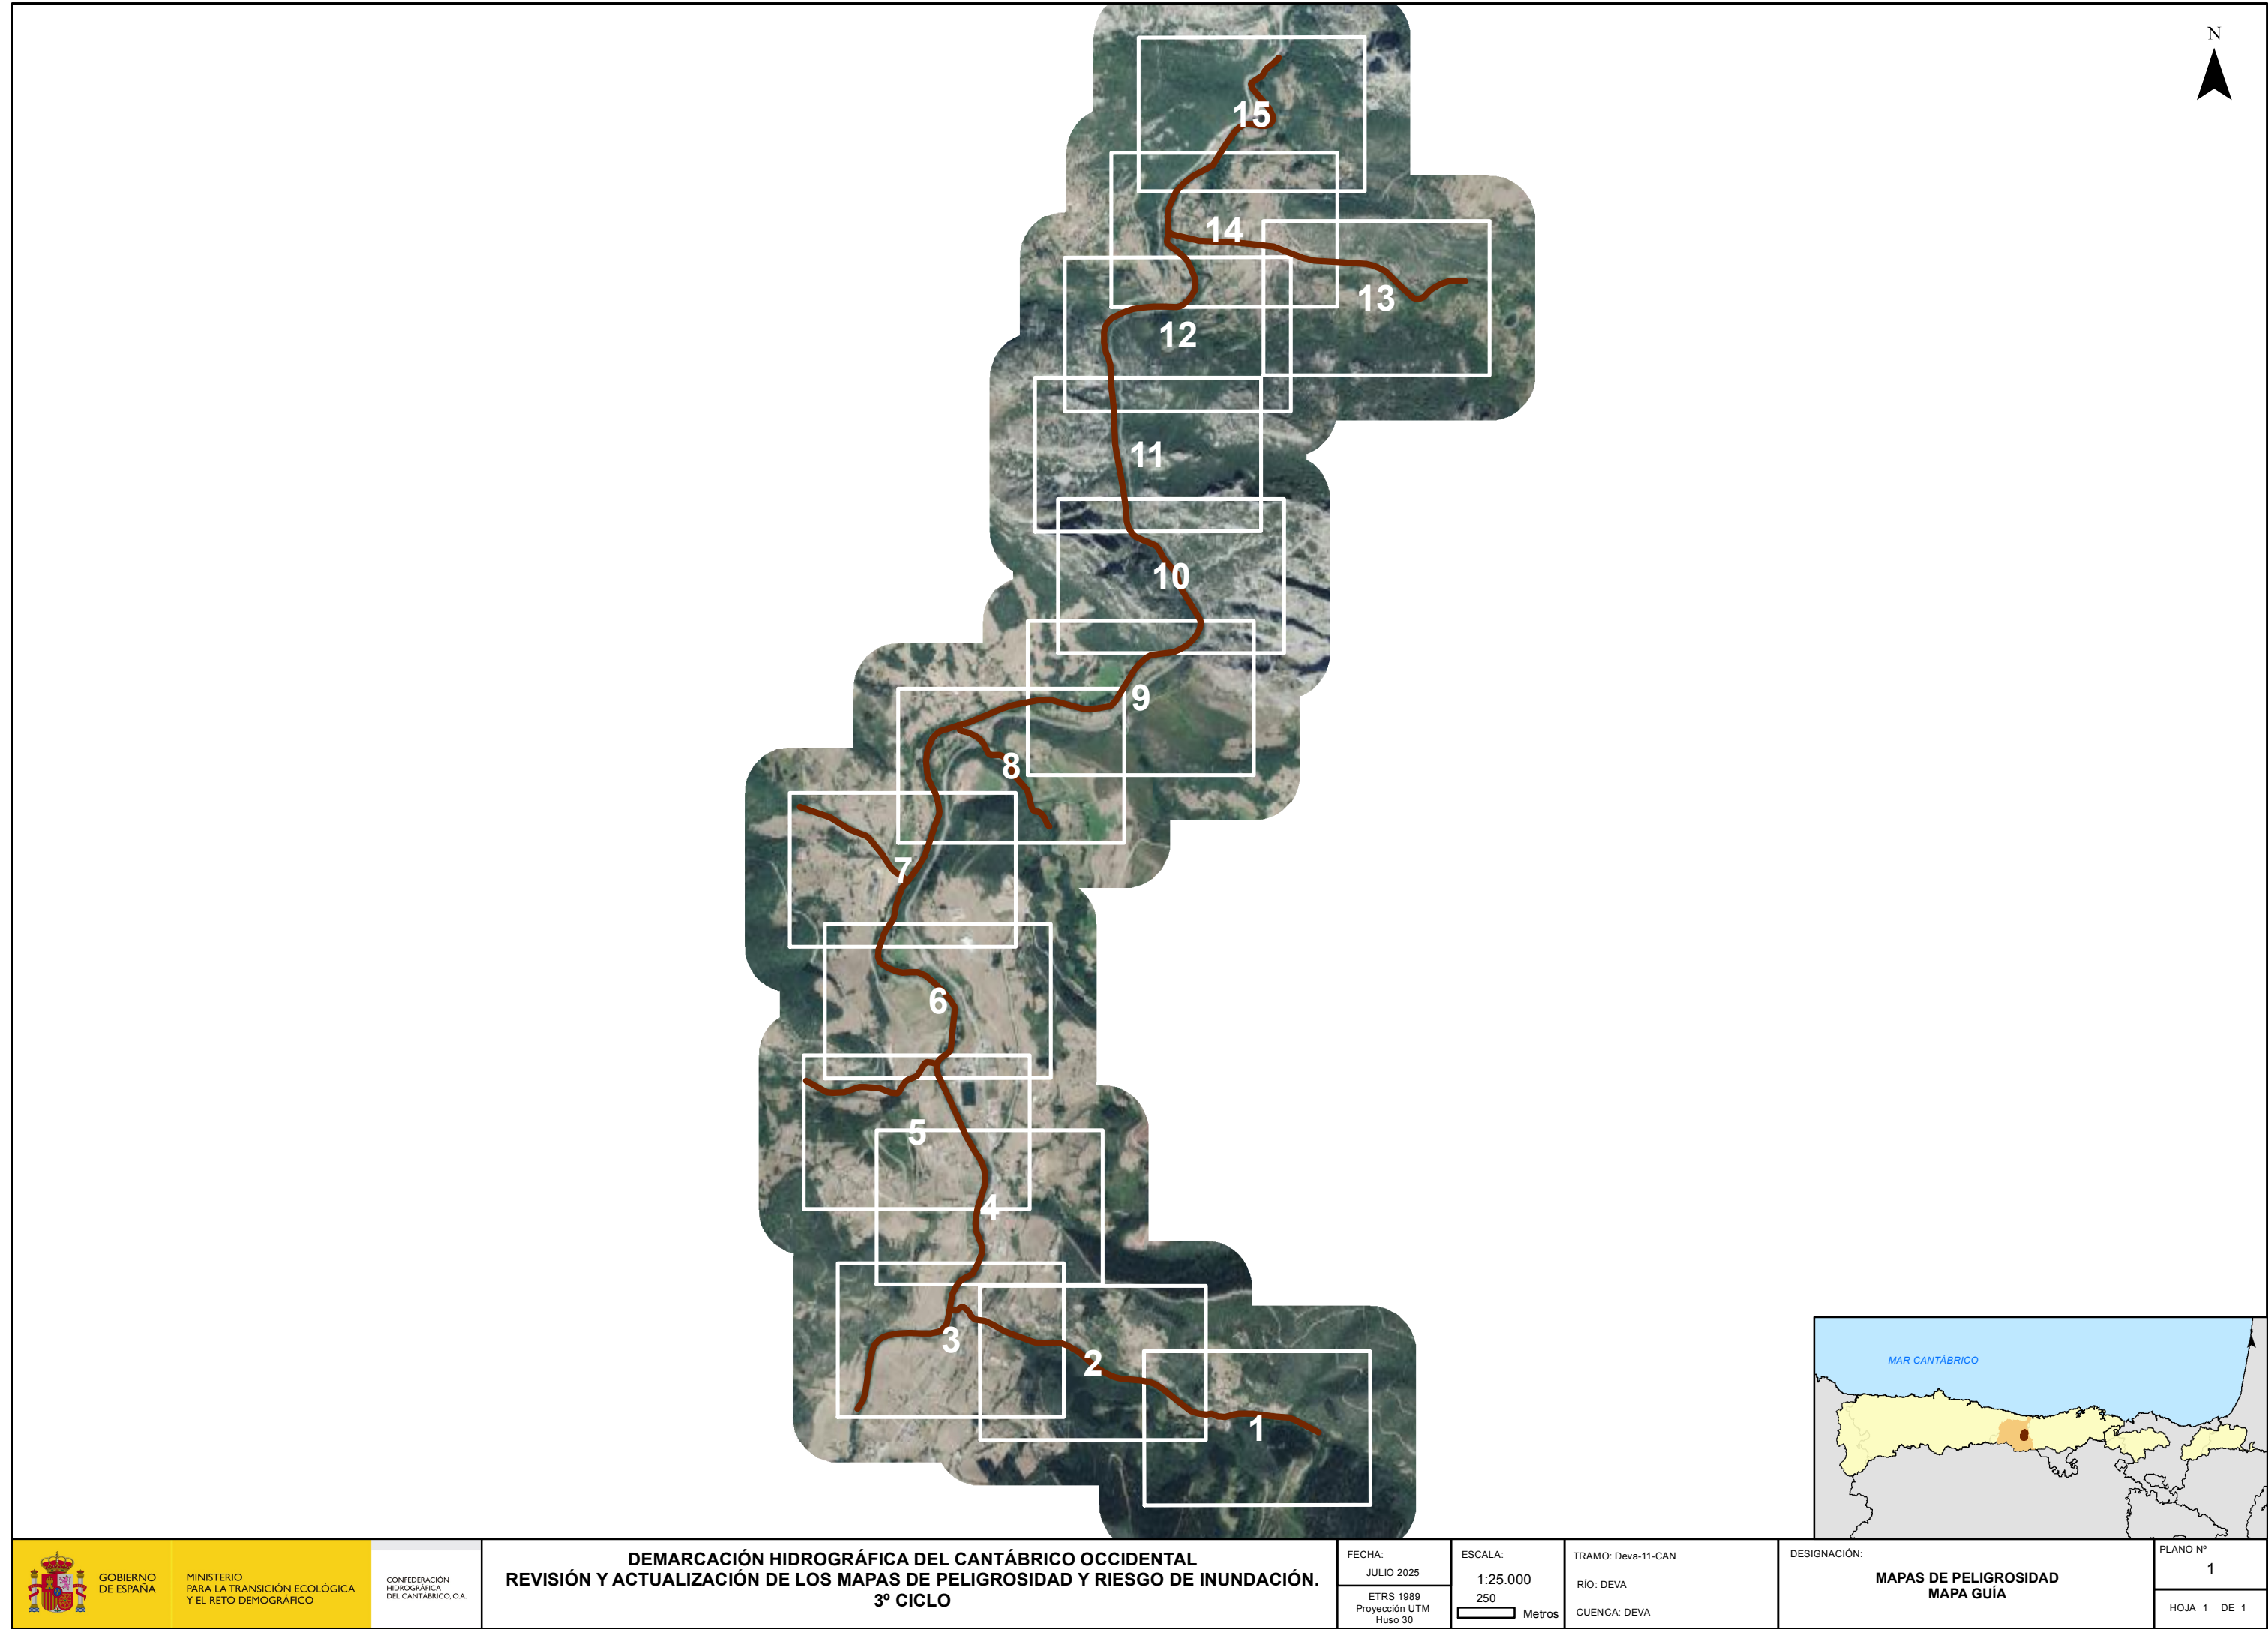 N
15
14
13
12
11
10
9
8
7
6
5
4
3
2
1
MAR CANTÁBRICO
GOBIERNO
DE ESPAÑA
MINISTERIO
PARA LA TRANSICIÓN ECOLÓGICA
Y EL RETO DEMOGRÁFICO
CONFEDERACIÓN
HIDROGRÁFICA
DEL CANTÁBRICO, O.A.
DEMARCACIÓN HIDROGRÁFICA DEL CANTÁBRICO OCCIDENTAL
REVISIÓN Y ACTUALIZACIÓN DE LOS MAPAS DE PELIGROSIDAD Y RIESGO DE INUNDACIÓN.
3º CICLO
FECHA:
JULIO 2025
ETRS 1989
Proyección UTM
Huso 30
ESCALA:
1:25.000
250
Metros
TRAMO: Deva-11-CAN
RÍO: DEVA
CUENCA: DEVA
DESIGNACIÓN:
MAPAS DE PELIGROSIDAD
MAPA GUÍA
PLANO Nº
1
HOJA 1 DE 1